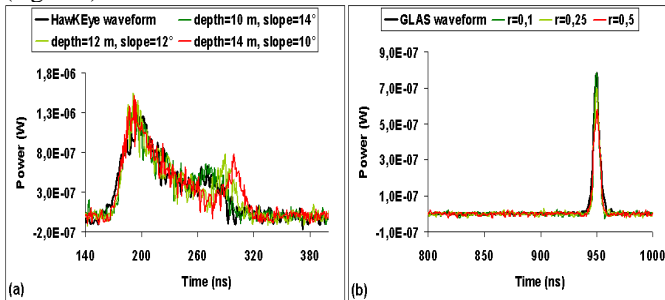 HawKEye waveform depth=10 m, slope=14°
depth=12 m, slope=12° depth=14 m, slope=10°
1,8E-06
1,3E-06
8,0E-07
3,0E-07
-2,0E-07
Power (W)
140 200 260 320 380
Time (ns)
(a)
GLAS waveform r=0,1 r=0,25 r=0,5
9,0E-07
7,0E-07
5,0E-07
3,0E-07
1,0E-07
-1,0E-07
Power (W)
800 850 900 950 1000
Time (ns)
(b)